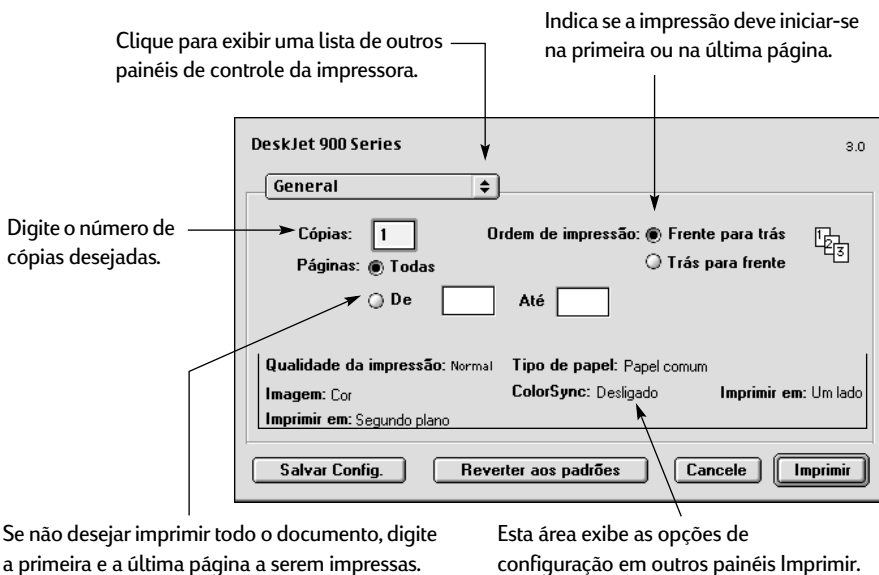 Indica se a impressão deve iniciar-se
na primeira ou na última página.
Clique para exibir uma lista de outros
painéis de controle da impressora.
DeskJet 900 Series
3.0
General
Digite o número de
cópias desejadas.
Cópias: 1
Ordem de impressão: Frente para trás
1 2 3
Páginas: Todas
Trás para frente
De Até
Qualidade da impressão: Normal Tipo de papel: Papel comum
Imagem: Cor ColorSync: Desligado Imprimir em: Um lado
Imprimir em: Segundo plano
Salvar Config. Reverter aos padrões Cancele Imprimir
Se não desejar imprimir todo o documento, digite
a primeira e a última página a serem impressas.
Esta área exibe as opções de
configuração em outros painéis Imprimir.